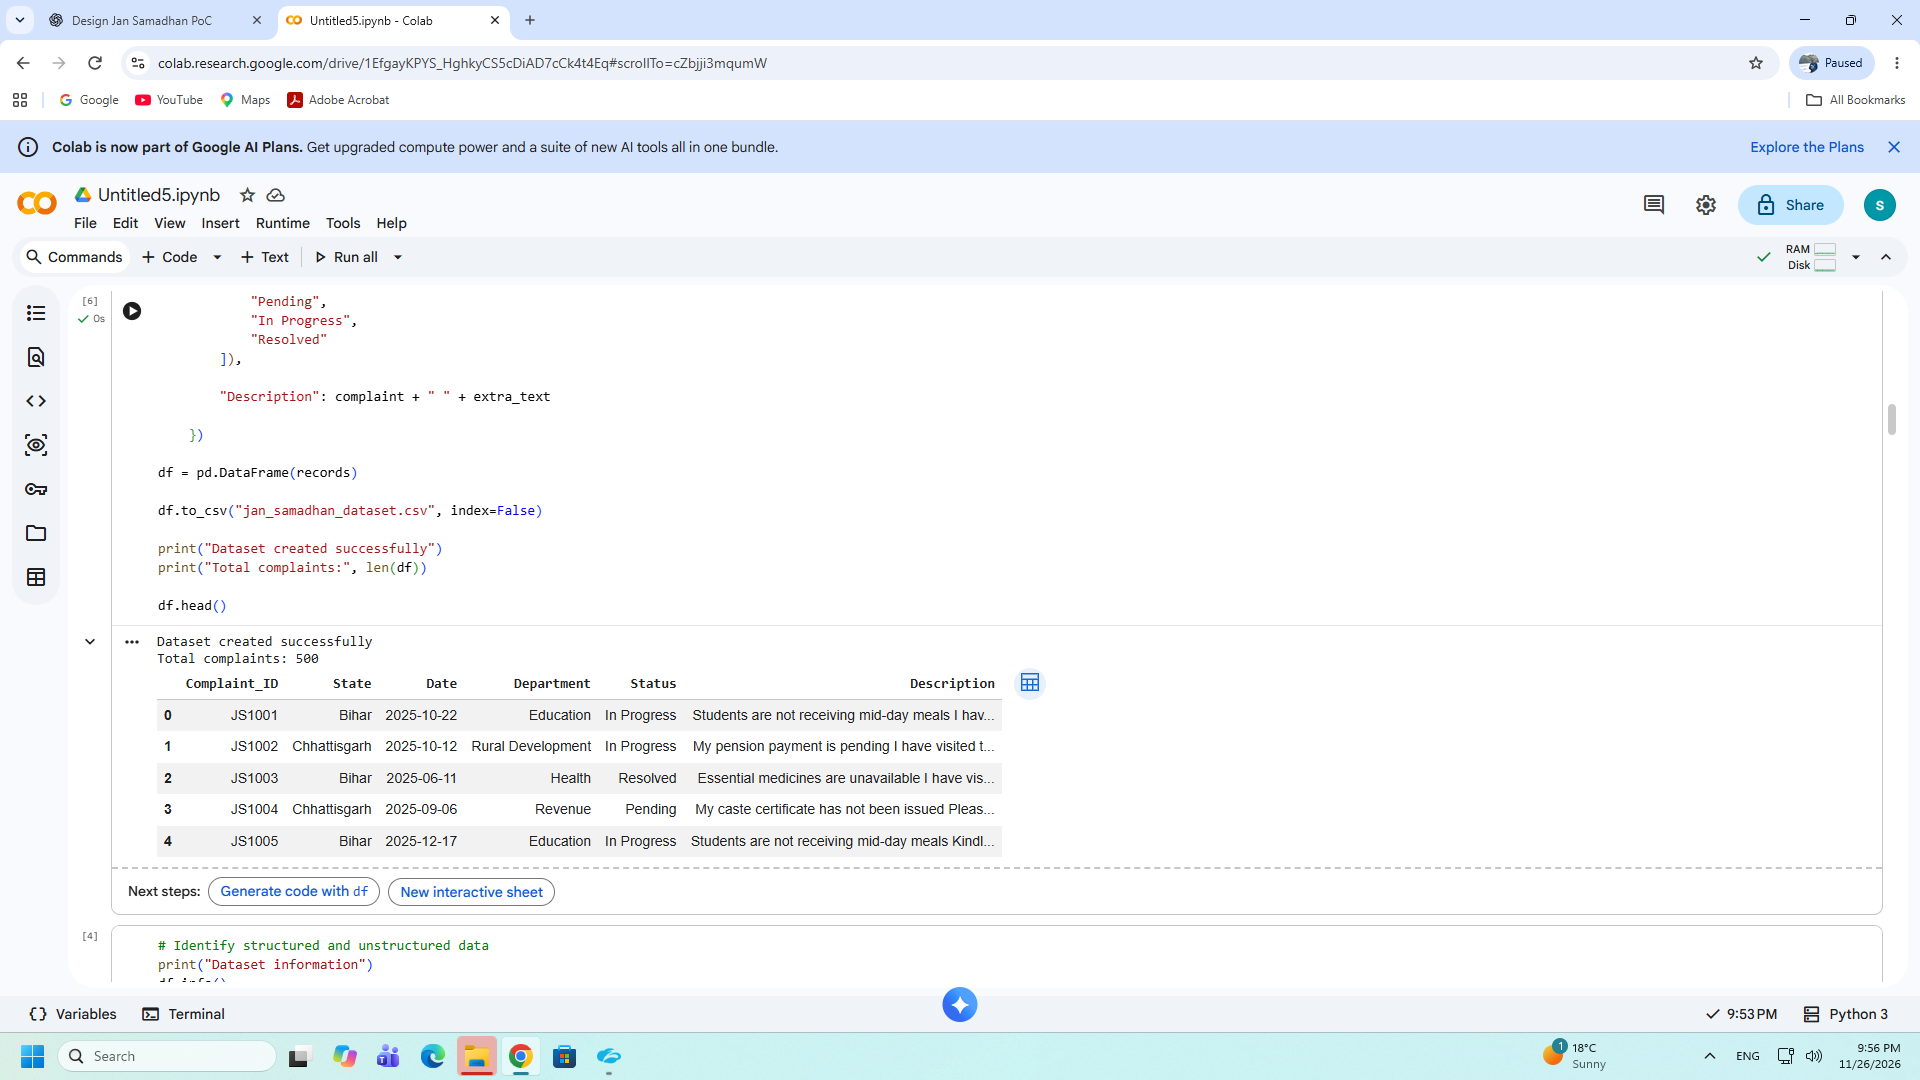 Design Jan Samadhan PoC
Untitled5.ipynb - Colab
colab.research.google.com/drive/1EfgayKPYS_HghkyCS5cDiAD7cCk4t4Eq#scrollTo=cZbjji3mqumW
Paused
Google
YouTube
Maps
Adobe Acrobat
All Bookmarks
Colab is now part of Google AI Plans. Get upgraded compute power and a suite of new AI tools all in one bundle.
Explore the Plans
Untitled5.ipynb
Share
S
File Edit View Insert Runtime Tools Help
Commands + Code + Text Run all
RAM
Disk
[6]
0s
"Pending",
"In Progress",
"Resolved"
]),
"Description": complaint + " " + extra_text
})
df = pd.DataFrame(records)
df.to_csv("jan_samadhan_dataset.csv", index=False)
print("Dataset created successfully")
print("Total complaints:", len(df))
df.head()
Dataset created successfully
Total complaints: 500
Complaint_ID State Date Department Status Description
0 JS1001 Bihar 2025-10-22 Education In Progress Students are not receiving mid-day meals I hav...
1 JS1002 Chhattisgarh 2025-10-12 Rural Development In Progress My pension payment is pending I have visited t...
2 JS1003 Bihar 2025-06-11 Health Resolved Essential medicines are unavailable I have vis...
3 JS1004 Chhattisgarh 2025-09-06 Revenue Pending My caste certificate has not been issued Pleas...
4 JS1005 Bihar 2025-12-17 Education In Progress Students are not receiving mid-day meals Kindl...
Next steps: Generate code with df New interactive sheet
[4]
# Identify structured and unstructured data
print("Dataset information")
df.info()
Variables Terminal
9:53 PM Python 3
Search
1
18°C
Sunny
ENG
9:56 PM
11/26/2026